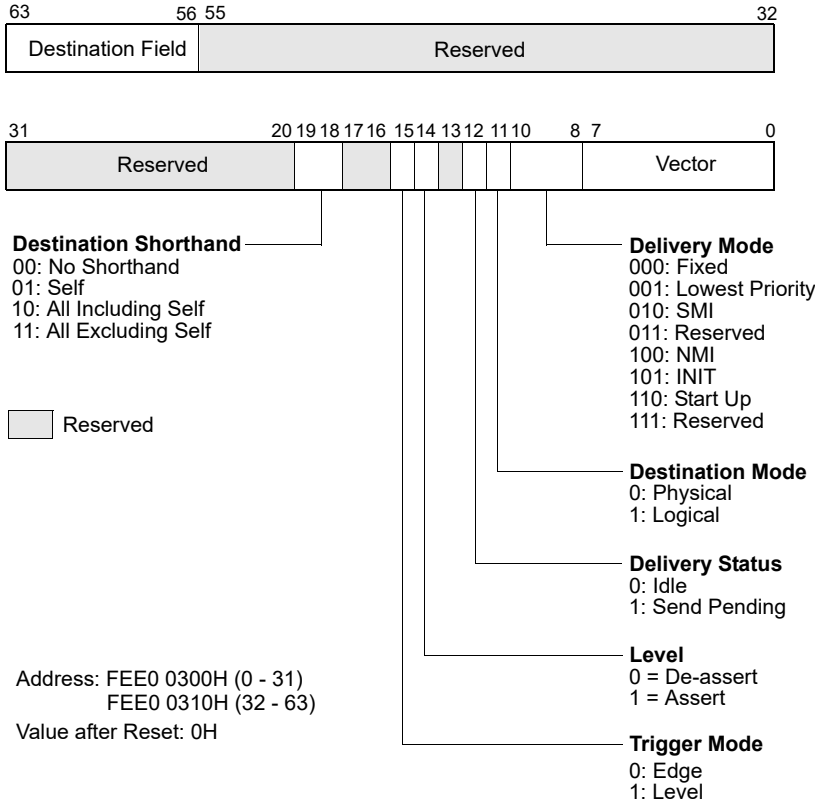 63 56 55 32
Destination Field Reserved
31 20 19 18 17 16 15 14 13 12 11 10 8 7 0
Reserved Vector
Destination Shorthand
00: No Shorthand
01: Self
10: All Including Self
11: All Excluding Self
Reserved
Delivery Mode
000: Fixed
001: Lowest Priority
010: SMI
011: Reserved
100: NMI
101: INIT
110: Start Up
111: Reserved
Destination Mode
0: Physical
1: Logical
Delivery Status
0: Idle
1: Send Pending
Level
0 = De-assert
1 = Assert
Trigger Mode
0: Edge
1: Level
Address: FEE0 0300H (0 - 31)
FEE0 0310H (32 - 63)
Value after Reset: 0H